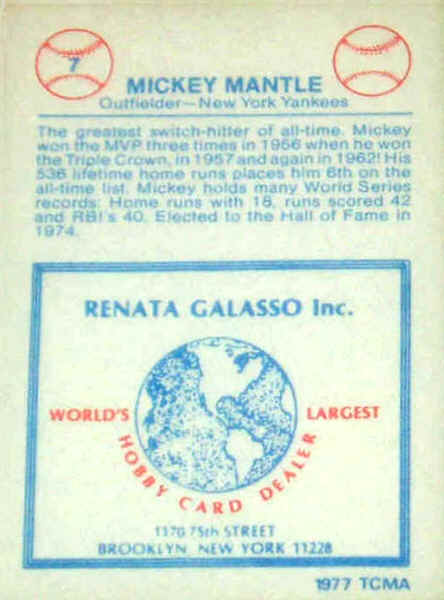 7
MICKEY MANTLE
Outfielder—New York Yankees
The greatest switch-hitter of all-time. Mickey
won the MVP three times in 1956 when he won
the Triple Crown, in 1957 and again in 1962! His
536 lifetime home runs places him 6th on the
all-time list. Mickey holds many World Series
records: Home runs with 18, runs scored 42
and RBI's 40. Elected to the Hall of Fame in
1974.
RENATA GALASSO Inc.
WORLD'S LARGEST
HOBBY CARD DEALER
1170 75th STREET
BROOKLYN, NEW YORK 11228
1977 TCMA